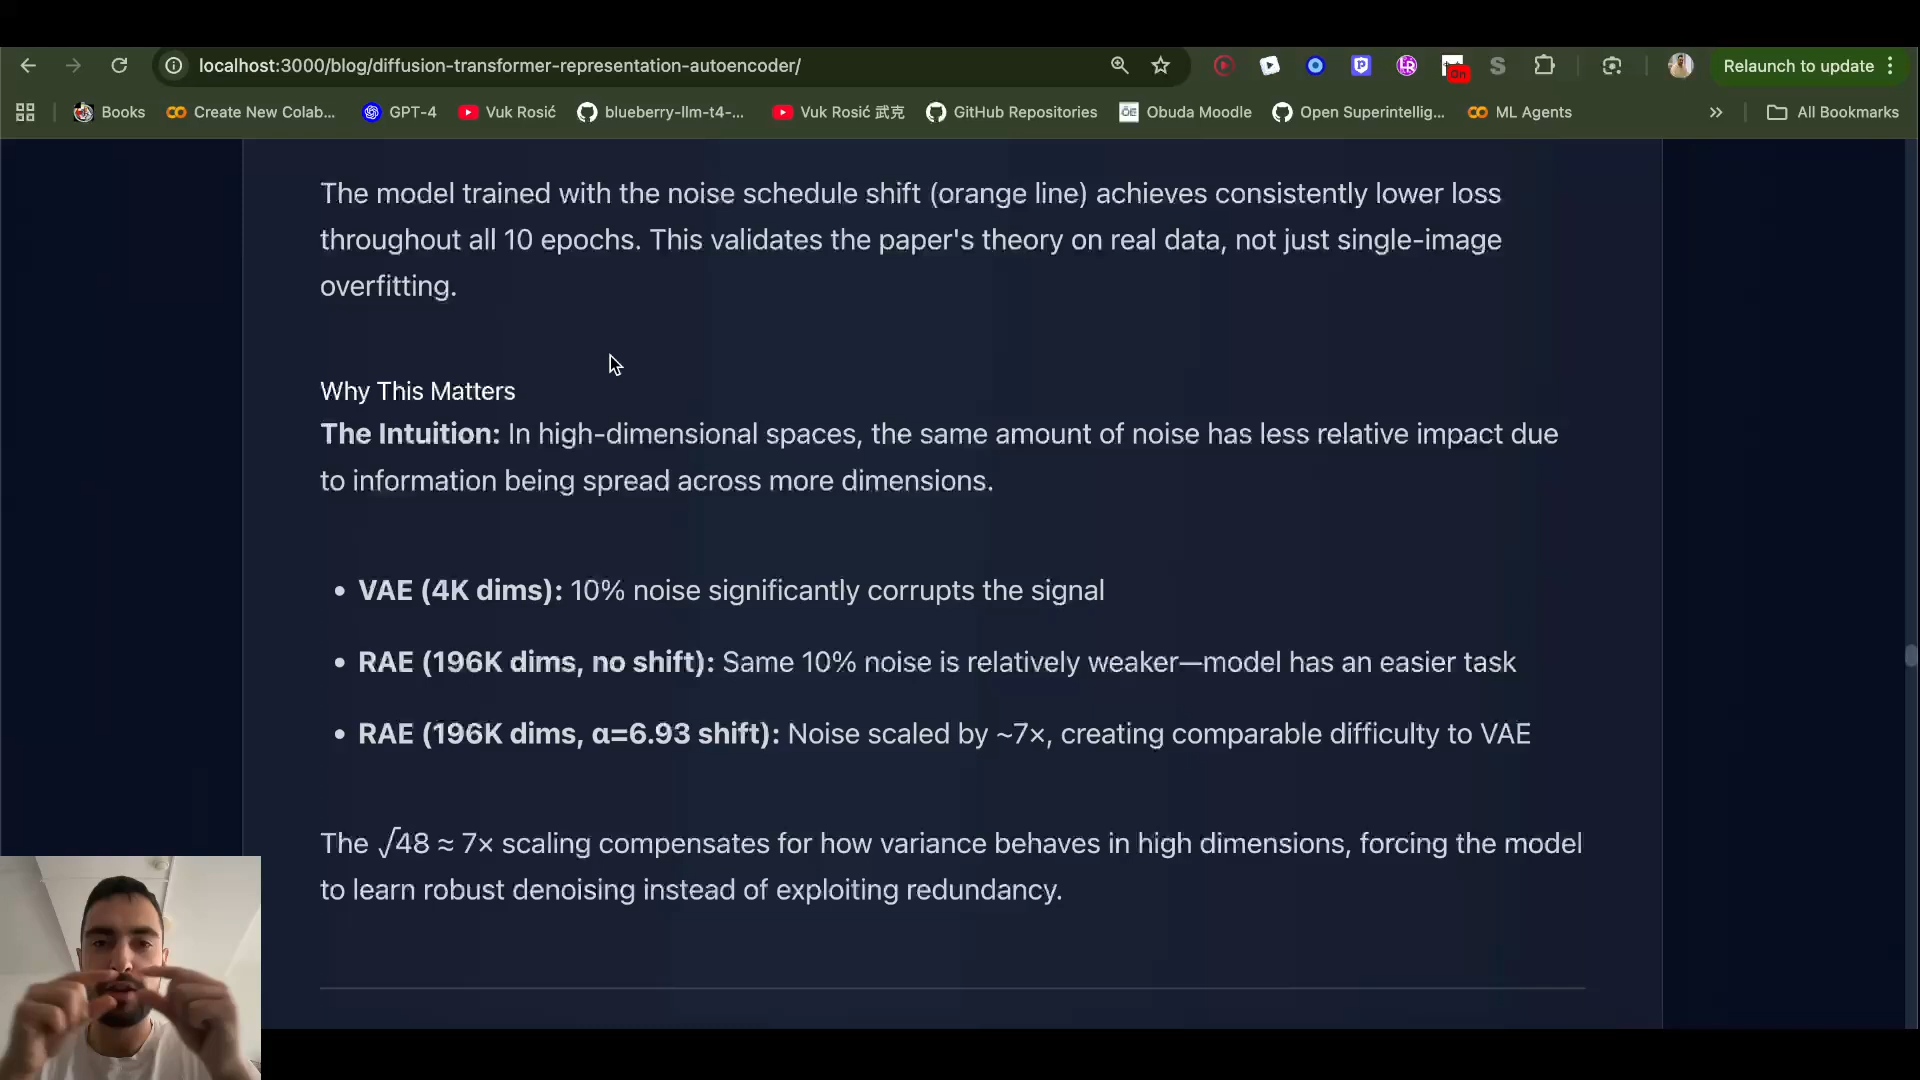 localhost:3000/blog/diffusion-transformer-representation-autoencoder/
On
Relaunch to update
Books
Create New Colab...
GPT-4
Vuk Rosić
blueberry-llm-t4-...
Vuk Rosić 武克
GitHub Repositories
Obuda Moodle
Open Superintellig...
ML Agents
All Bookmarks
The model trained with the noise schedule shift (orange line) achieves consistently lower loss
throughout all 10 epochs. This validates the paper's theory on real data, not just single-image
overfitting.
Why This Matters
The Intuition: In high-dimensional spaces, the same amount of noise has less relative impact due
to information being spread across more dimensions.
• VAE (4K dims): 10% noise significantly corrupts the signal
• RAE (196K dims, no shift): Same 10% noise is relatively weaker—model has an easier task
• RAE (196K dims, α=6.93 shift): Noise scaled by ~7×, creating comparable difficulty to VAE
The √48 ≈ 7× scaling compensates for how variance behaves in high dimensions, forcing the model
to learn robust denoising instead of exploiting redundancy.